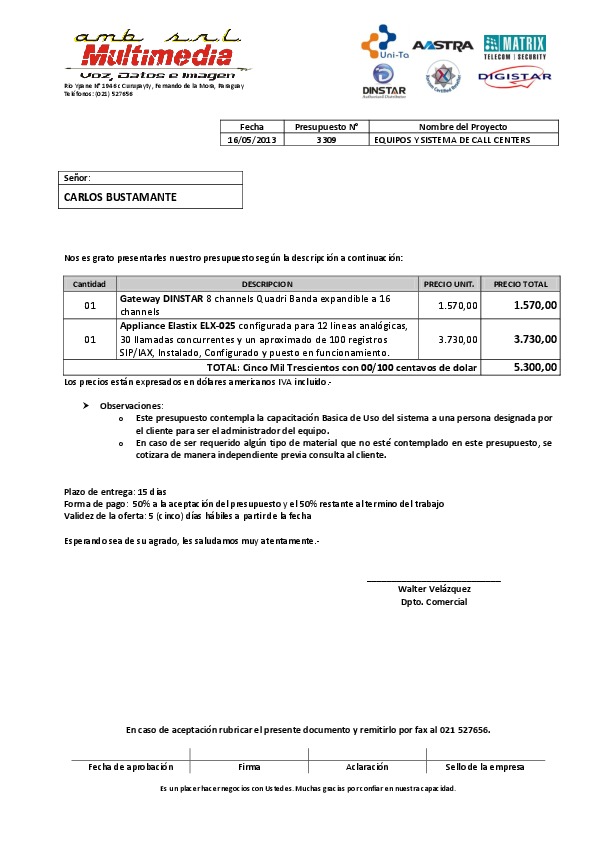 amb s.r.l.
Multimedia
Voz, Datos e Imagen
Rio Ypane N° 1946 c Curupayty, Fernando de la Mora, Paraguay
Teléfonos: (021) 527656
Uni-Ta
AASTRA
MATRIX
TELECOM | SECURITY
DINSTAR
Authorized Distributor
DIGISTAR
Fecha Presupuesto N° Nombre del Proyecto
16/05/2013 3309 EQUIPOS Y SISTEMA DE CALL CENTERS
Señor:
CARLOS BUSTAMANTE
Nos es grato presentarles nuestro presupuesto según la descripción a continuación:
Cantidad DESCRIPCION PRECIO UNIT. PRECIO TOTAL
01 Gateway DINSTAR 8 channels Quadri Banda expandible a 16 channels 1.570,00 1.570,00
01 Appliance Elastix ELX-025 configurada para 12 lineas analógicas, 30 llamadas concurrentes y un aproximado de 100 registros SIP/IAX, Instalado, Configurado y puesto en funcionamiento. 3.730,00 3.730,00
TOTAL: Cinco Mil Trescientos con 00/100 centavos de dolar 5.300,00
Los precios están expresados en dólares americanos IVA incluido.-
Observaciones:
o Este presupuesto contempla la capacitación Basica de Uso del sistema a una persona designada por
el cliente para ser el administrador del equipo.
o En caso de ser requerido algún tipo de material que no esté contemplado en este presupuesto, se
cotizara de manera independiente previa consulta al cliente.
Plazo de entrega: 15 dias
Forma de pago: 50% a la aceptación del presupuesto y el 50% restante al termino del trabajo
Validez de la oferta: 5 (cinco) días hábiles a partir de la fecha
Esperando sea de su agrado, les saludamos muy atentamente.-
Walter Velázquez
Dpto. Comercial
En caso de aceptación rubricar el presente documento y remitirlo por fax al 021 527656.
Fecha de aprobación Firma Aclaración Sello de la empresa
Es un placer hacer negocios con Ustedes. Muchas gracias por confiar en nuestra capacidad.